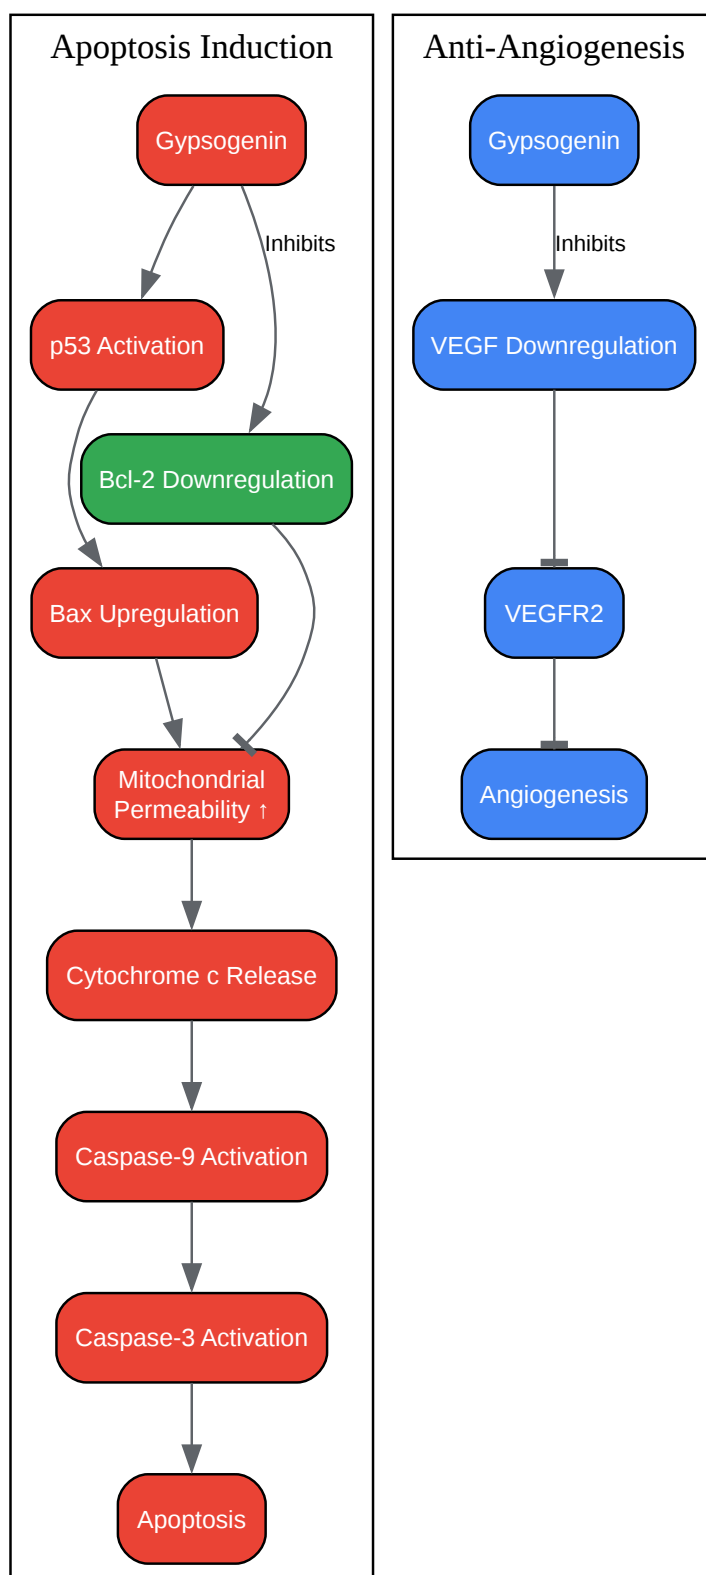 Apoptosis Induction
Gypsogenin
Inhibits
p53 Activation
Bcl-2 Downregulation
Bax Upregulation
Mitochondrial
Permeability ↑
Cytochrome c Release
Caspase-9 Activation
Caspase-3 Activation
Apoptosis
Anti-Angiogenesis
Gypsogenin
Inhibits
VEGF Downregulation
VEGFR2
Angiogenesis